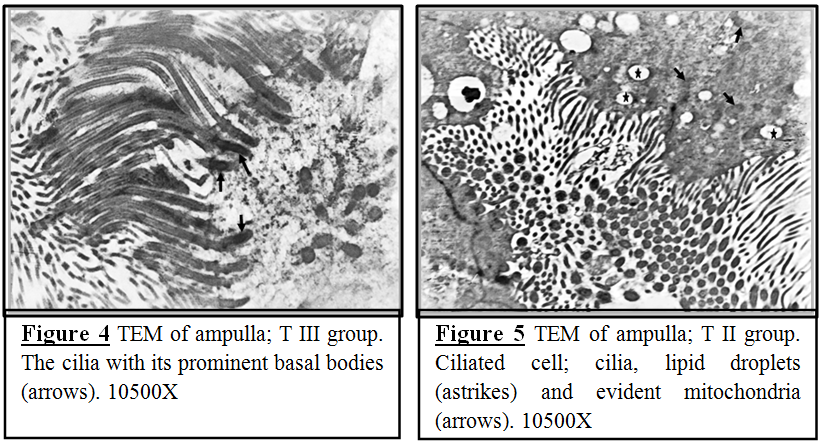 Figure 4 TEM of ampulla; T III group.
The cilia with its prominent basal bodies
(arrows). 10500X
Figure 5 TEM of ampulla; T II group.
Ciliated cell; cilia, lipid droplets
(astrikes) and evident mitochondria
(arrows). 10500X